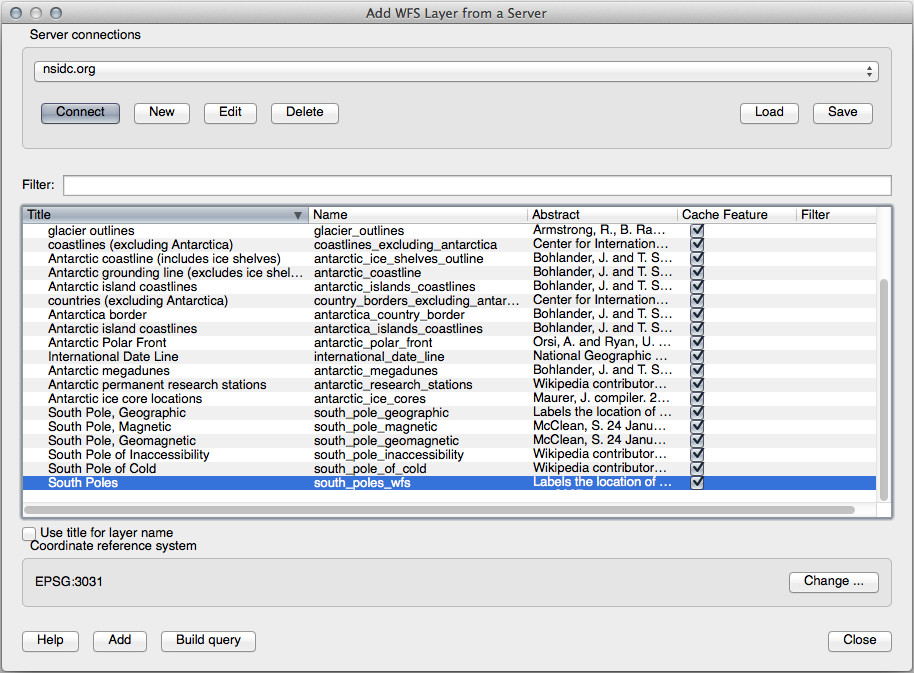 Add WFS Layer from a Server
Server connections
nsidc.org
Connect New Edit Delete Load Save
Filter:
Title Name Abstract Cache Feature Filter
glacier outlines glacier_outlines Armstrong, R., B. Ra...
coastlines (excluding Antarctica) coastlines_excluding_antarctica Center for Internation...
Antarctic coastline (includes ice shelves) antarctic_ice_shelves_outline Bohlander, J. and T. S...
Antarctic grounding line (excludes ice shel... antarctic_coastline Bohlander, J. and T. S...
Antarctic island coastlines antarctic_islands_coastlines Bohlander, J. and T. S...
countries (excluding Antarctica) country_borders_excluding_antar... Center for Internation...
Antarctica border antarctica_country_border Bohlander, J. and T. S...
Antarctic island coastlines antarctica_islands_coastlines Bohlander, J. and T. S...
Antarctic Polar Front antarctic_polar_front Orsi, A. and Ryan, U. ...
International Date Line international_date_line National Geographic ...
Antarctic megadunes antarctic_megadunes Bohlander, J. and T. S...
Antarctic permanent research stations antarctic_research_stations Wikipedia contributor...
Antarctic ice core locations antarctic_ice_cores Maurer, J. compiler. 2...
South Pole, Geographic south_pole_geographic Labels the location of ...
South Pole, Magnetic south_pole_magnetic McClean, S. 24 Janu...
South Pole, Geomagnetic south_pole_geomagnetic McClean, S. 24 Janu...
South Pole of Inaccessibility south_pole_inaccessibility Wikipedia contributor...
South Pole of Cold south_pole_of_cold Wikipedia contributor...
South Poles south_poles_wfs Labels the location of ...
Use title for layer name
Coordinate reference system
EPSG:3031 Change ...
Help Add Build query Close